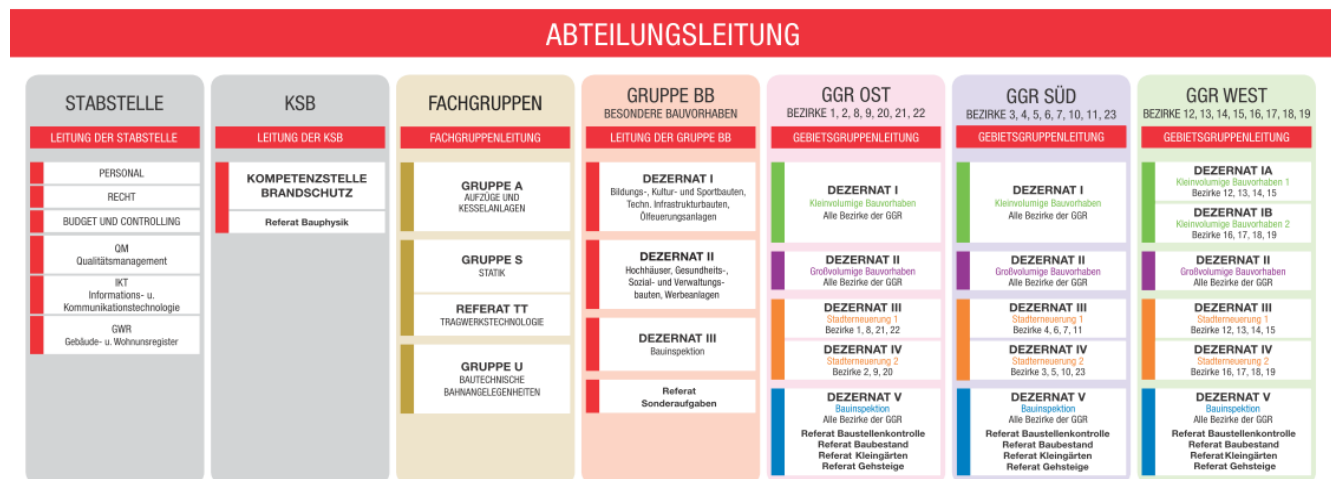 ABTEILUNGSLEITUNG
STABSTELLE
LEITUNG DER STABSTELLE
PERSONAL
RECHT
BUDGET UND CONTROLLING
QM
Qualitätsmanagement
IKT
Informations- u.
Kommunikationstechnologie
GWR
Gebäude- u. Wohnunsregister
KSB
LEITUNG DER KSB
KOMPETENZSTELLE
BRANDSCHUTZ
Referat Bauphysik
FACHGRUPPEN
FACHGRUPPENLEITUNG
GRUPPE A
AUFZÜGE UND
KESSELANLAGEN
GRUPPE S
STATIK
REFERAT TT
TRAGWERKSTECHNOLOGIE
GRUPPE U
BAUTECHNISCHE
BAHNANGELEGENHEITEN
GRUPPE BB
BESONDERE BAUVORHABEN
LEITUNG DER GRUPPE BB
DEZERNAT I
Bildungs-, Kultur- und Sportbauten,
Techn. Infrastrukturbauten,
Ölfeuerungsanlagen
DEZERNAT II
Hochhäuser, Gesundheits-,
Sozial- und Verwaltungs-
bauten, Werbeanlagen
DEZERNAT III
Bauinspektion
Referat
Sonderaufgaben
GGR OST
BEZIRKE 1, 2, 8, 9, 20, 21, 22
GEBIETSGRUPPENLEITUNG
DEZERNAT I
Kleinvolumige Bauvorhaben
Alle Bezirke der GGR
DEZERNAT II
Großvolumige Bauvorhaben
Alle Bezirke der GGR
DEZERNAT III
Stadterneuerung 1
Bezirke 1, 8, 21, 22
DEZERNAT IV
Stadterneuerung 2
Bezirke 2, 9, 20
DEZERNAT V
Bauinspektion
Alle Bezirke der GGR
Referat Baustellenkontrolle
Referat Baubestand
Referat Kleingärten
Referat Gehsteige
GGR SÜD
BEZIRKE 3, 4, 5, 6, 7, 10, 11, 23
GEBIETSGRUPPENLEITUNG
DEZERNAT I
Kleinvolumige Bauvorhaben
Alle Bezirke der GGR
DEZERNAT II
Großvolumige Bauvorhaben
Alle Bezirke der GGR
DEZERNAT III
Stadterneuerung 1
Bezirke 4, 6, 7, 11
DEZERNAT IV
Stadterneuerung 2
Bezirke 3, 5, 10, 23
DEZERNAT V
Bauinspektion
Alle Bezirke der GGR
Referat Baustellenkontrolle
Referat Baubestand
Referat Kleingärten
Referat Gehsteige
GGR WEST
BEZIRKE 12, 13, 14, 15, 16, 17, 18, 19
GEBIETSGRUPPENLEITUNG
DEZERNAT IA
Kleinvolumige Bauvorhaben 1
Bezirke 12, 13, 14, 15
DEZERNAT IB
Kleinvolumige Bauvorhaben 2
Bezirke 16, 17, 18, 19
DEZERNAT II
Großvolumige Bauvorhaben
Alle Bezirke der GGR
DEZERNAT III
Stadterneuerung 1
Bezirke 12, 13, 14, 15
DEZERNAT IV
Stadterneuerung 2
Bezirke 16, 17, 18, 19
DEZERNAT V
Bauinspektion
Alle Bezirke der GGR
Referat Baustellenkontrolle
Referat Baubestand
Referat Kleingärten
Referat Gehsteige